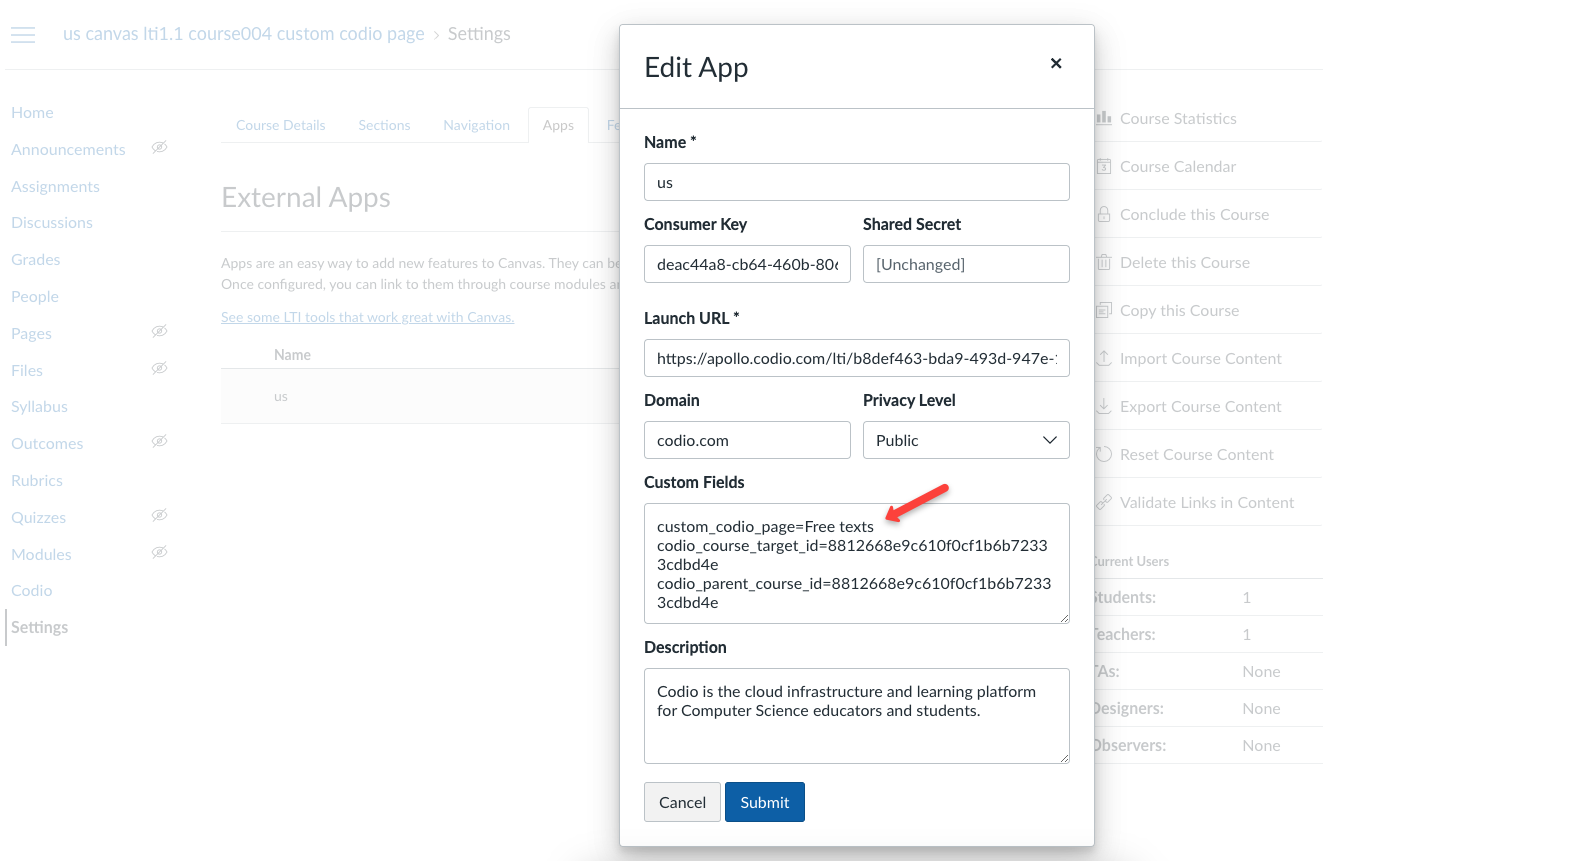 us canvas lti1.1 course004 custom codio page › Settings
Home
Announcements
Assignments
Discussions
Grades
People
Pages
Files
Syllabus
Outcomes
Rubrics
Quizzes
Modules
Codio
Settings
Course Details Sections Navigation Apps Fe
External Apps
Apps are an easy way to add new features to Canvas. They can be
Once configured, you can link to them through course modules a
See some LTI tools that work great with Canvas.
Name
us
Edit App
Name *
us
Consumer Key Shared Secret
deac44a8-cb64-460b-806 [Unchanged]
Launch URL *
https://apollo.codio.com/lti/b8def463-bda9-493d-947e-
Domain Privacy Level
codio.com Public
Custom Fields
custom_codio_page=Free texts
codio_course_target_id=8812668e9c610f0cf1b6b7233
3cdbd4e
codio_parent_course_id=8812668e9c610f0cf1b6b7233
3cdbd4e
Description
Codio is the cloud infrastructure and learning platform
for Computer Science educators and students.
Cancel Submit
Course Statistics
3 Course Calendar
Conclude this Course
Delete this Course
Copy this Course
Import Course Content
Export Course Content
Reset Course Content
Validate Links in Content
Current Users
Students: 1
Teachers: 1
TAs: None
Designers: None
Observers: None